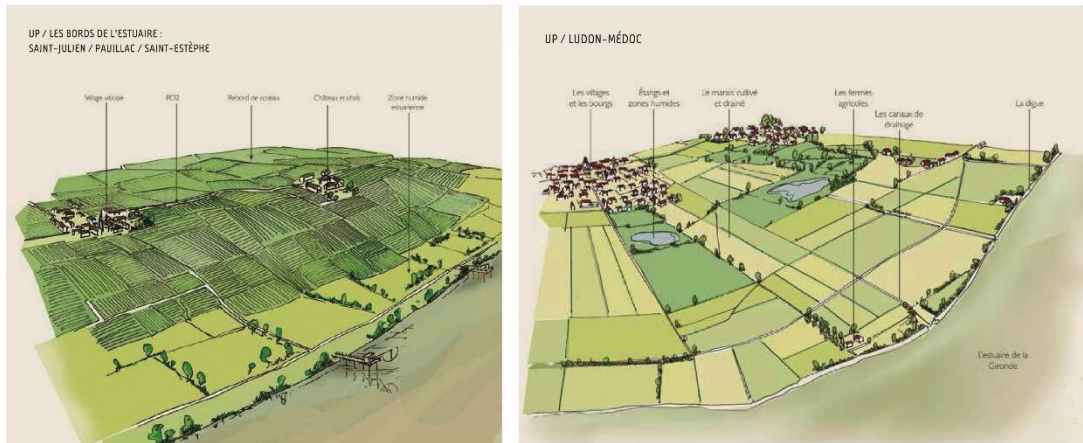 UP / LES BORDS DE L'ESTUAIRE :
SAINT-JULIEN / PAUILLAC / SAINT-ESTÈPHE
Village viticole
RD2
Rebord de coteau
Château et chais
Zone humide
estuarienne
UP / LUDON-MÉDOC
Les villages
et les bourgs
Étangs et
zones humides
Le marais cultivé
et drainé
Les fermes
agricoles
Les canaux de
drainage
La digue
L'estuaire de la
Gironde